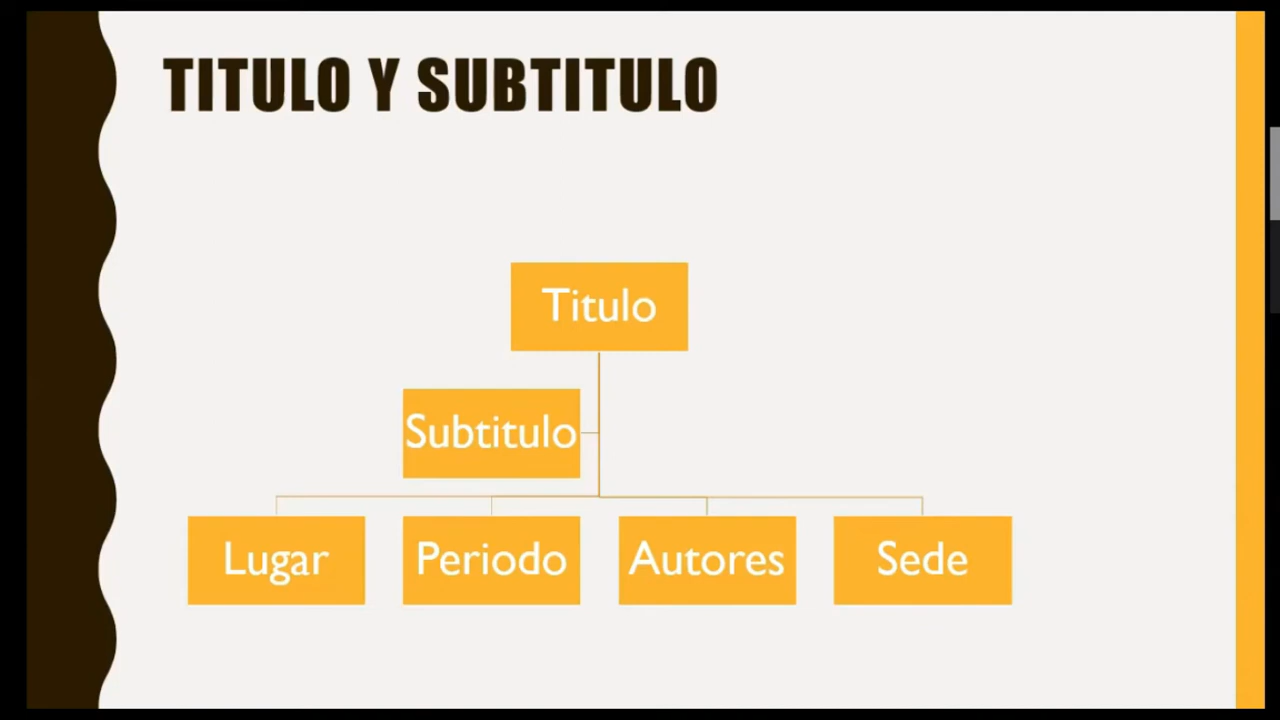 TITULO Y SUBTITULO
Titulo
Subtitulo
Lugar
Periodo
Autores
Sede